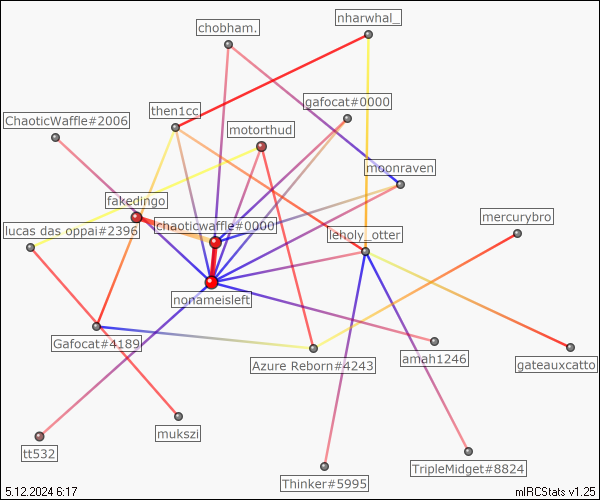 nharwhal_
chobham.
gafocat#0000
then1cc
ChaoticWaffle#2006
motorthud
moonraven
fakedingo
mercurybro
chaoticwaffle#0000
lucas das oppai#2396
leholy_otter
nonameisleft
Gafocat#4189
amah1246
Azure Reborn#4243
gateauxcatto
mukszi
tt532
TripleMidget#8824
Thinker#5995
5.12.2024 6:17
mIRCStats v1.25